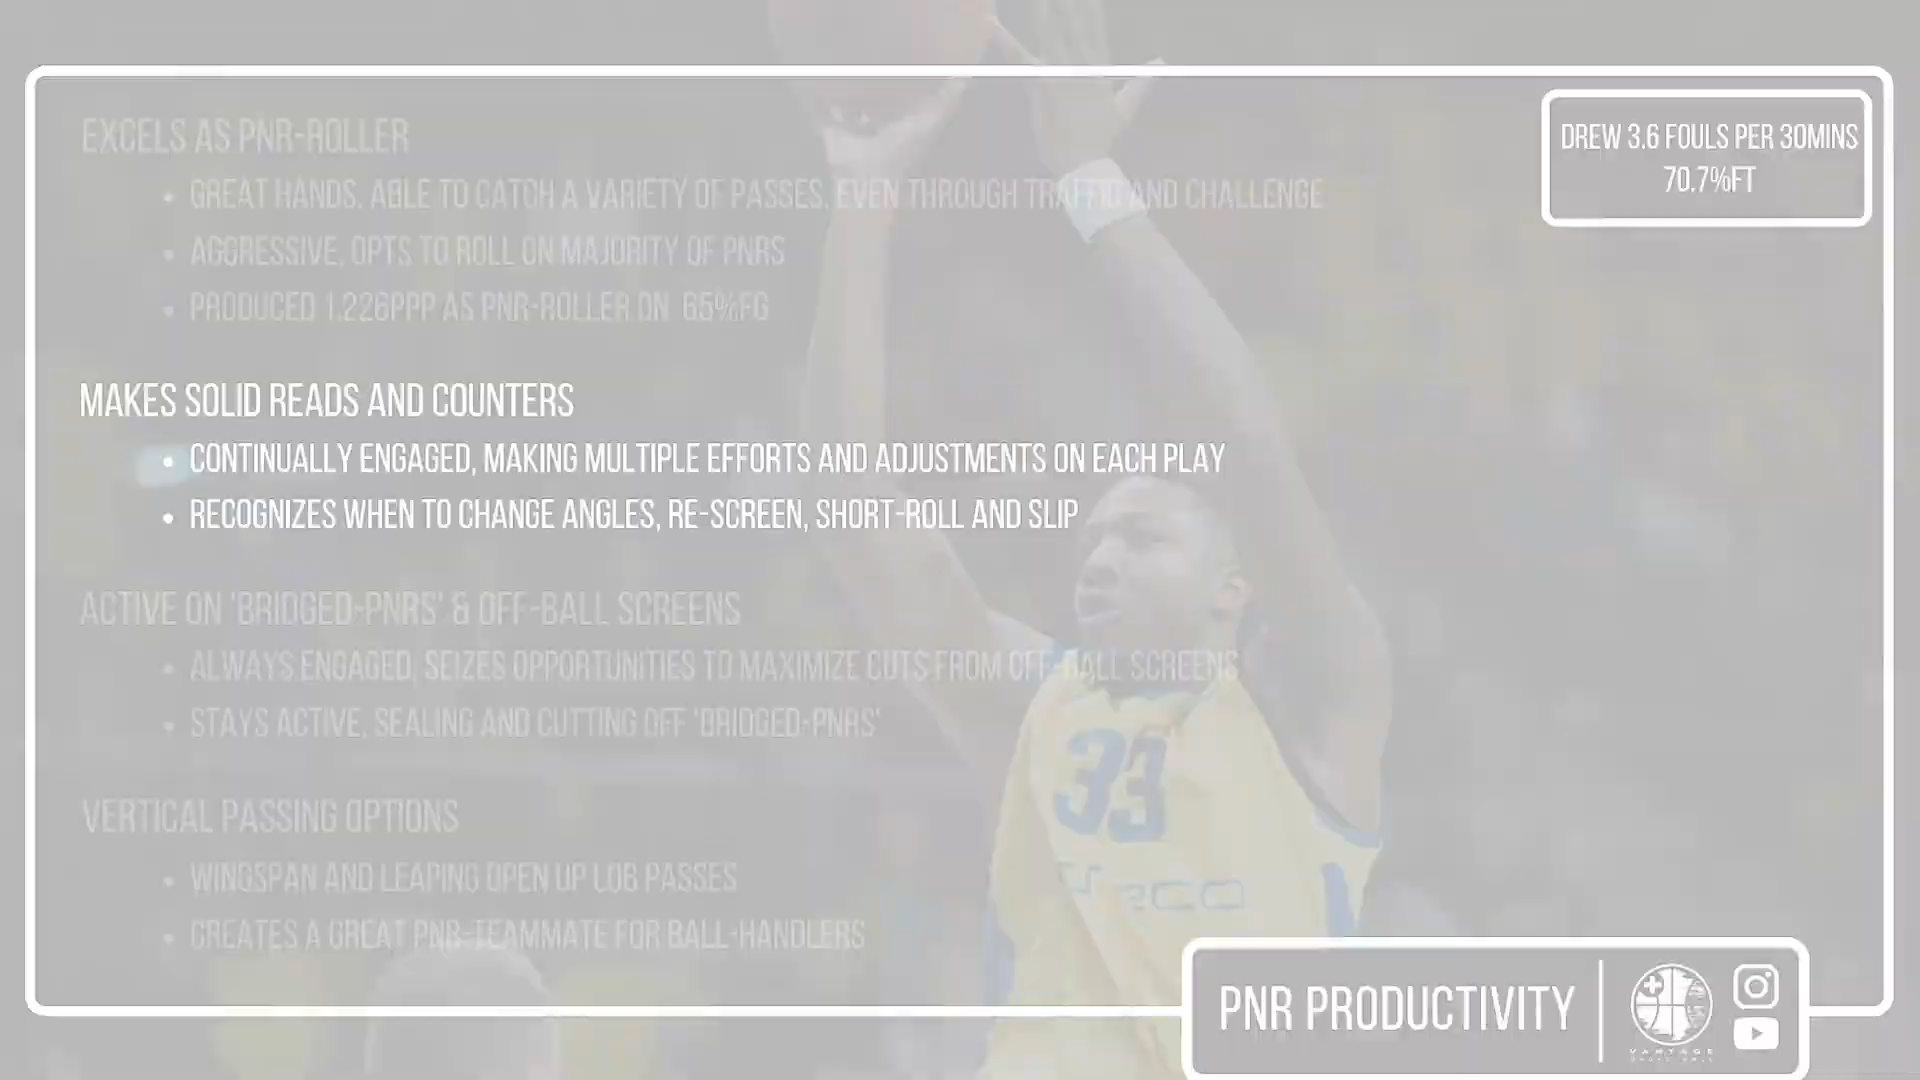 EXCELS AS PNR-ROLLER
• GREAT HANDS, ABLE TO CATCH A VARIETY OF PASSES, EVEN THROUGH TRAFFIC AND CHALLENGE
• AGGRESSIVE, OPTS TO ROLL ON MAJORITY OF PNRS
• PRODUCED 1.226PPP AS PNR-ROLLER ON 65%FG
DREW 3.6 FOULS PER 30MINS
70.7%FT
MAKES SOLID READS AND COUNTERS
• CONTINUALLY ENGAGED, MAKING MULTIPLE EFFORTS AND ADJUSTMENTS ON EACH PLAY
• RECOGNIZES WHEN TO CHANGE ANGLES, RE-SCREEN, SHORT-ROLL AND SLIP
ACTIVE ON 'BRIDGED-PNRS' & OFF-BALL SCREENS
• ALWAYS ENGAGED, SEIZES OPPORTUNITIES TO MAXIMIZE CUTS FROM OFF-BALL SCREENS
• STAYS ACTIVE, SEALING AND CUTTING OFF 'BRIDGED-PNRS'
VERTICAL PASSING OPTIONS
• WINGSPAN AND LEAPING OPEN UP LOB PASSES
• CREATES A GREAT PNR-TEAMMATE FOR BALL-HANDLERS
33
PNR PRODUCTIVITY
VANTAGE